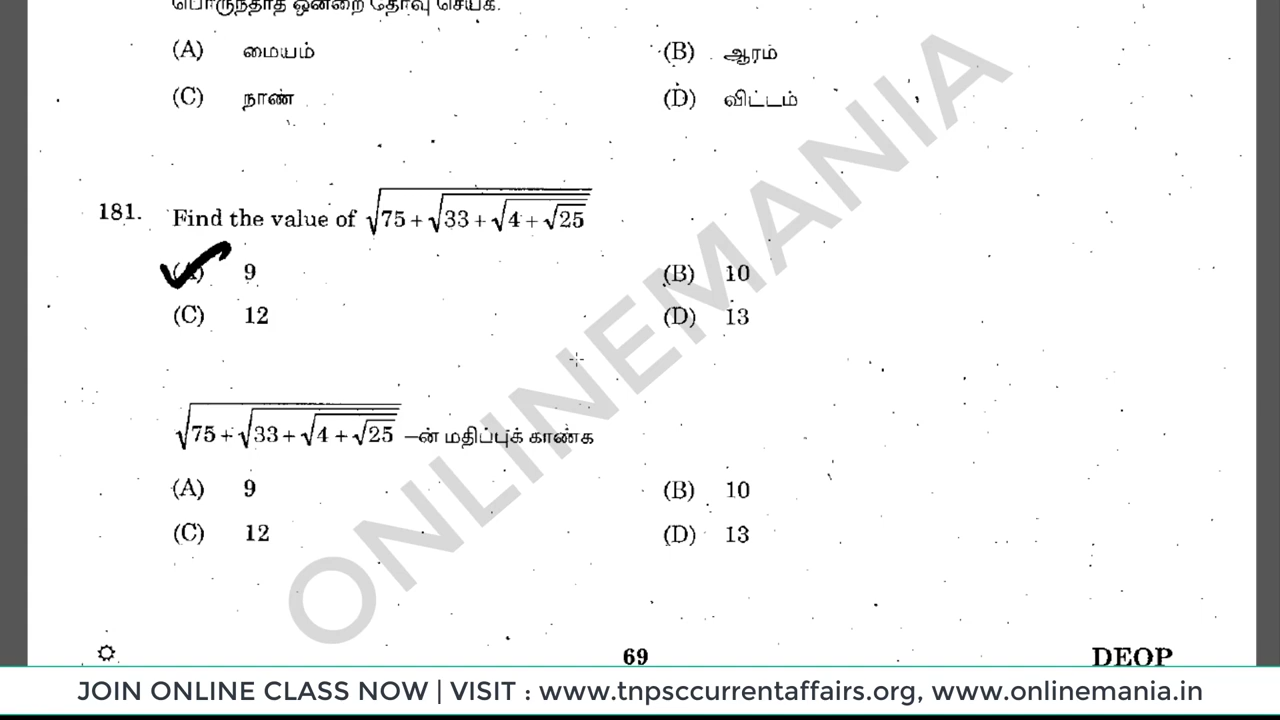 பொருந்தாத ஒன்றை தேர்வு செய்க.
(A) மையம் (B) ஆரம்
(C) நாண் (D) விட்டம்
181. Find the value of √75 + √33 + √4 + √25
(A) 9 (B) 10
(C) 12 (D) 13
√75 + √33 + √4 + √25 –ன் மதிப்புக் காண்க
(A) 9 (B) 10
(C) 12 (D) 13
69 DEOP
ONLINEMANIA
JOIN ONLINE CLASS NOW | VISIT : www.tnpsccurrentaffairs.org, www.onlinemania.in